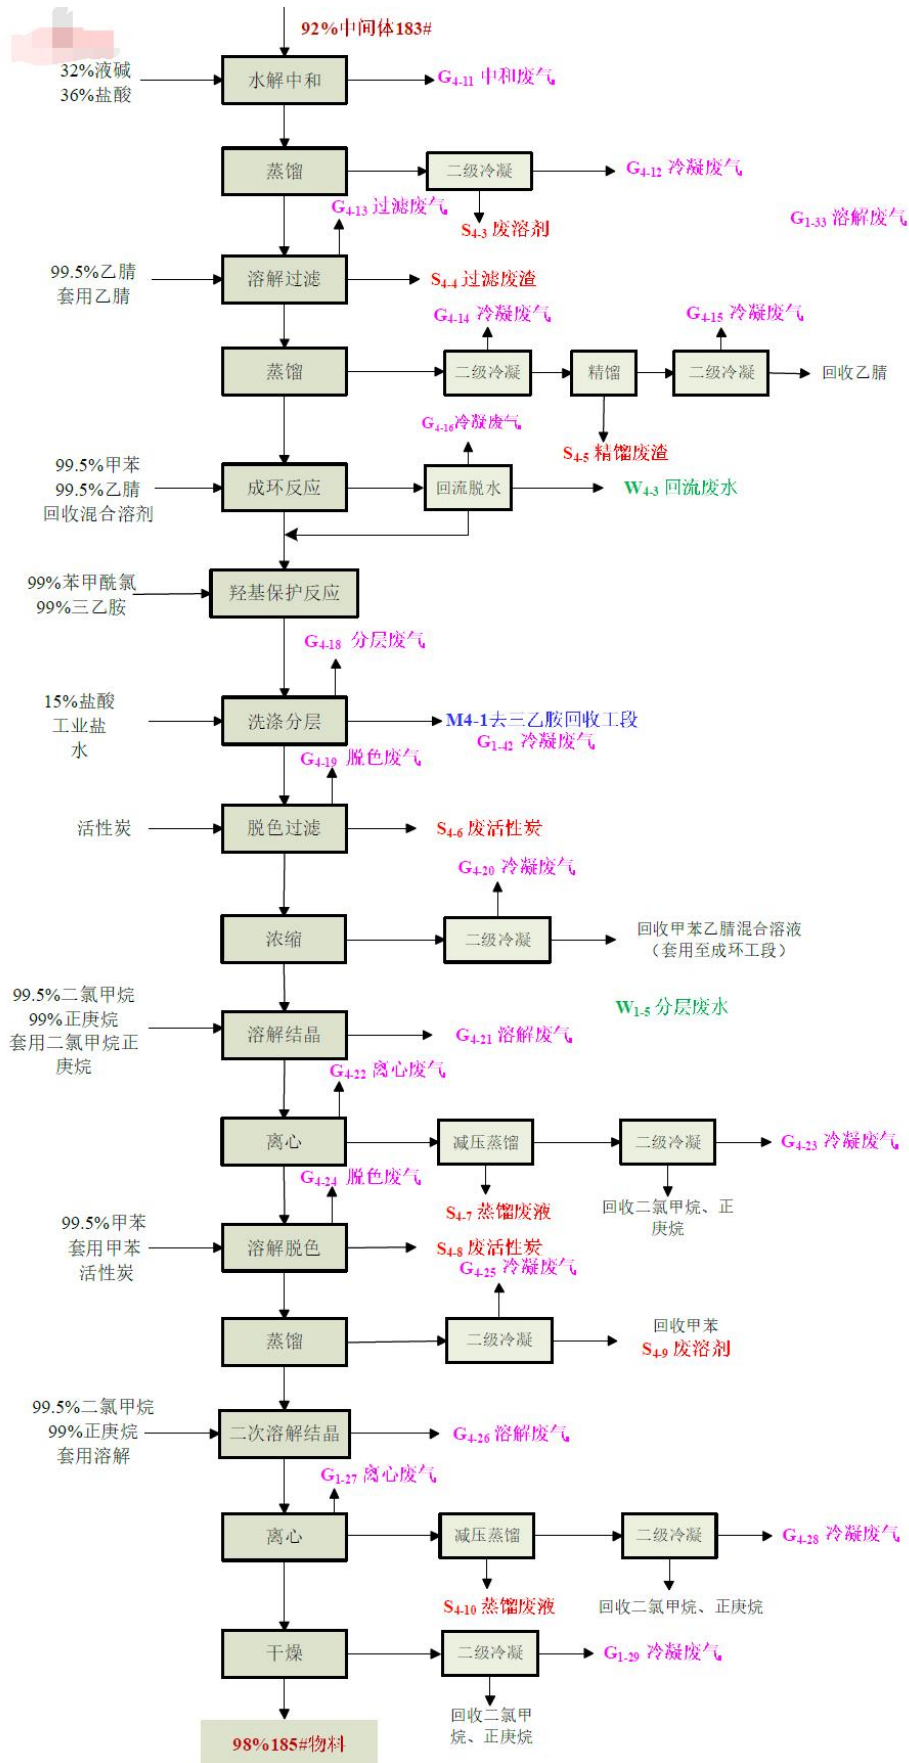 92%中间体183#
32%液碱
36%盐酸
水解中和
G4-11 中和废气
蒸馏
二级冷凝
G4-12 冷凝废气
G4-13 过滤废气
S4-3 废溶剂
G1-33 溶解废气
99.5%乙腈
套用乙腈
溶解过滤
S4-4 过滤废渣
G4-14 冷凝废气
G4-15 冷凝废气
蒸馏
二级冷凝
精馏
二级冷凝
回收乙腈
G4-16冷凝废气
S4-5 精馏废渣
99.5%甲苯
99.5%乙腈
回收混合溶剂
成环反应
回流脱水
W4-3 回流废水
99%苯甲酰氯
99%三乙胺
羟基保护反应
G4-18 分层废气
15%盐酸
工业盐
水
洗涤分层
M4-1去三乙胺回收工段
G1-42 冷凝废气
G4-19 脱色废气
活性炭
脱色过滤
S4-6 废活性炭
G4-20 冷凝废气
浓缩
二级冷凝
回收甲苯乙腈混合溶液
（套用至成环工段）
99.5%二氯甲烷
99%正庚烷
套用二氯甲烷正
庚烷
溶解结晶
G4-21 溶解废气
W1-5 分层废水
G4-22 离心废气
离心
减压蒸馏
二级冷凝
G4-23 冷凝废气
G4-24 脱色废气
S4-7 蒸馏废液
回收二氯甲烷、正
庚烷
99.5%甲苯
套用甲苯
活性炭
溶解脱色
S4-8 废活性炭
G4-25 冷凝废气
蒸馏
二级冷凝
回收甲苯
S4-9 废溶剂
99.5%二氯甲烷
99%正庚烷
套用溶解
二次溶解结晶
G4-26 溶解废气
G1-27 离心废气
离心
减压蒸馏
二级冷凝
G4-28 冷凝废气
S4-10 蒸馏废液
回收二氯甲烷、正庚烷
干燥
二级冷凝
G1-29 冷凝废气
回收二氯甲
烷、正庚烷
98%185#物料